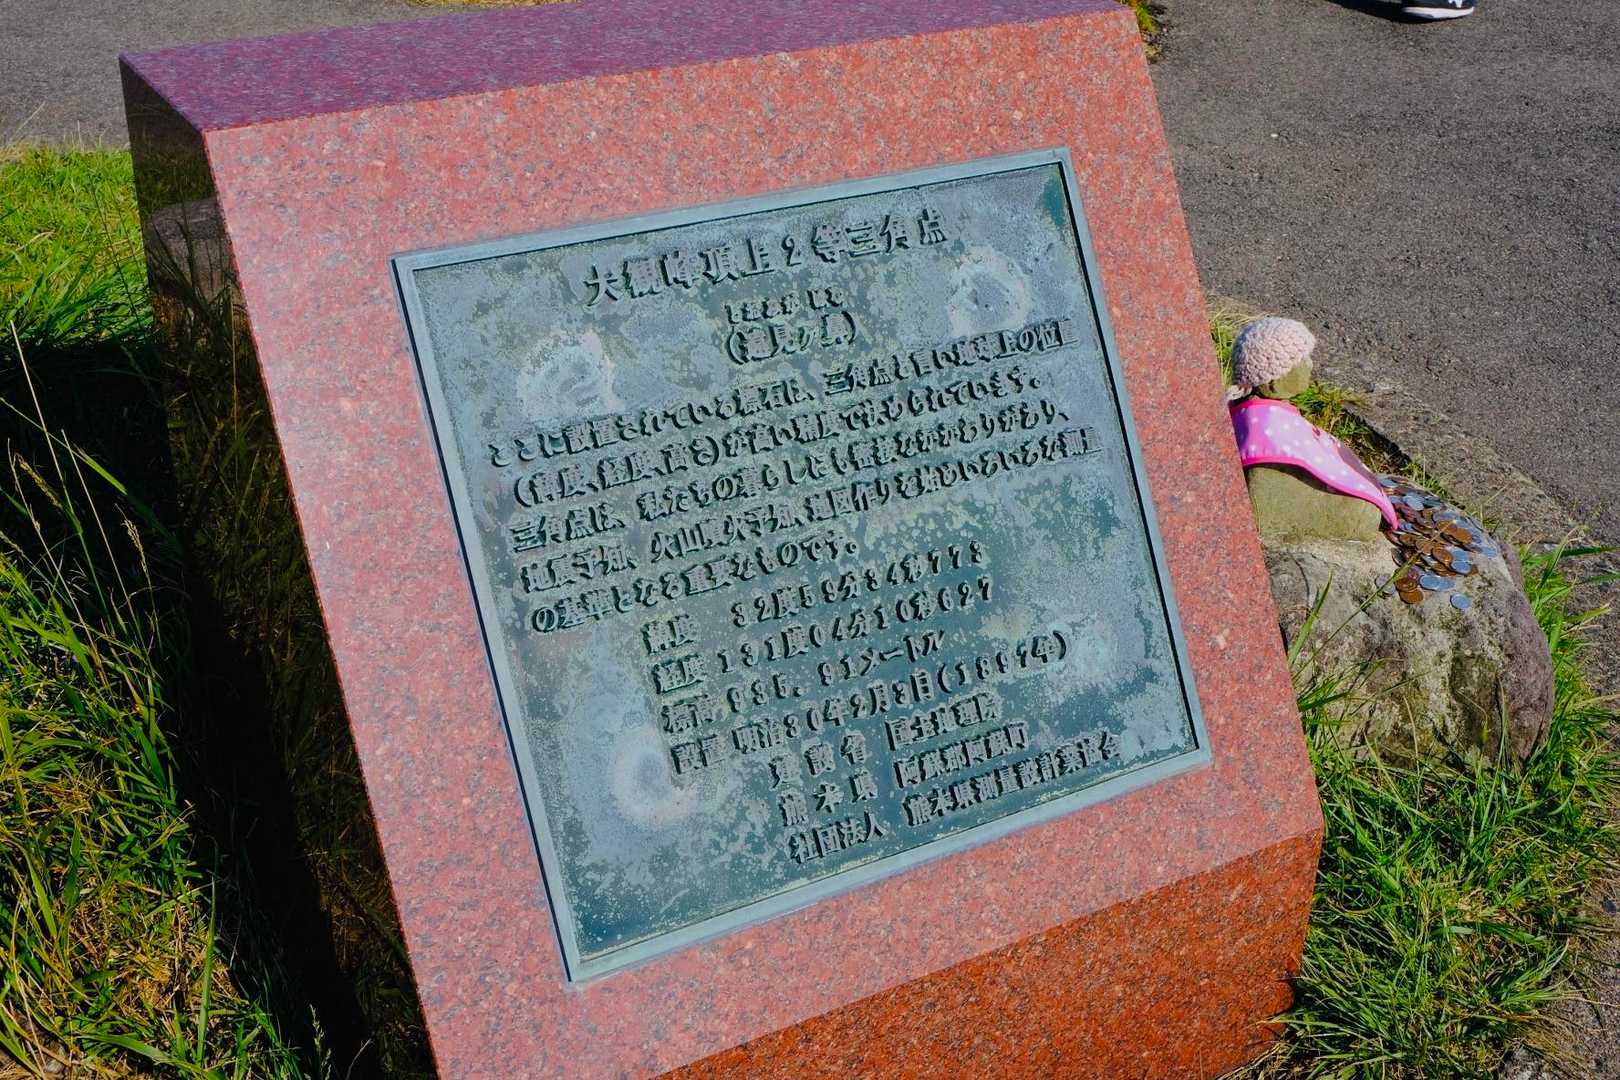 大観峰頂上2等三角点
(遠見ヶ鼻)
ここに設置されている標石は、三角点と言い地球上の位置
(緯度、経度、高さ)が高い精度で決められています。
三角点は、私たちの暮らしとも密接なかかわりがあり、
地震予知、火山噴火予知、地図作りを始めいろいろな測量
の基準となる重要なものです。
緯度 32度59分34秒773
経度 131度04分10秒627
標高 935.91メートル
設置 明治30年9月3日(1897年)
建設者 国土地理院
熊本県 阿蘇郡阿蘇町
社団法人 熊本県測量設計業協会